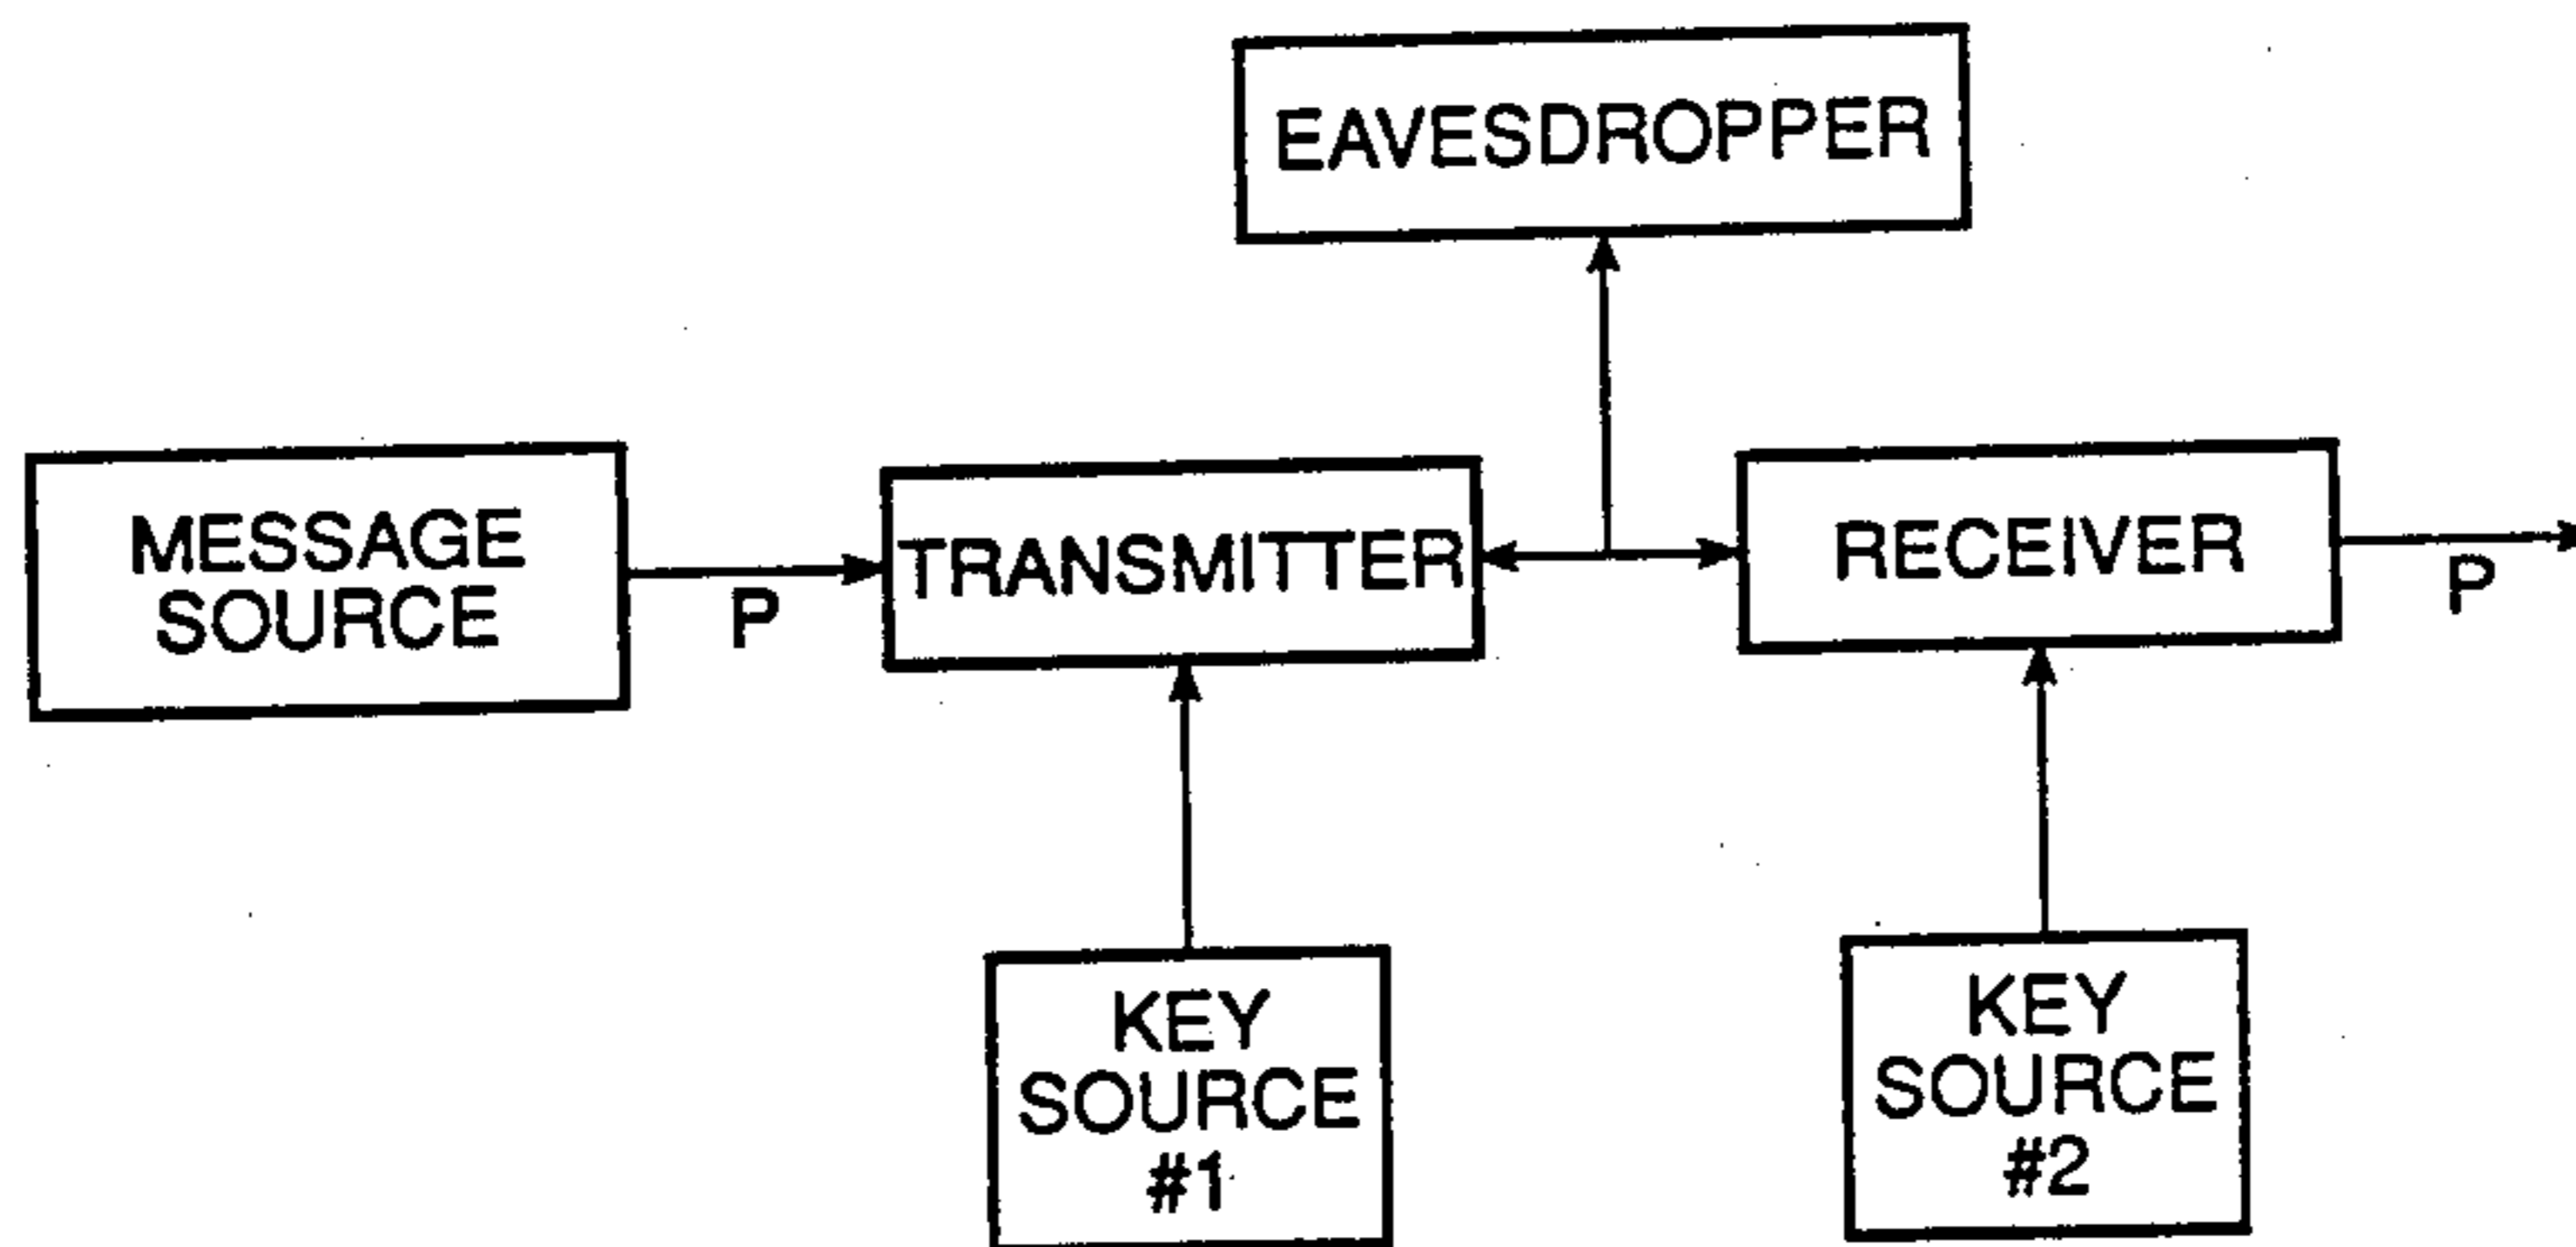 EAVESDROPPER
MESSAGE
SOURCE
P
TRANSMITTER
RECEIVER
P
KEY
SOURCE
#1
KEY
SOURCE
#2